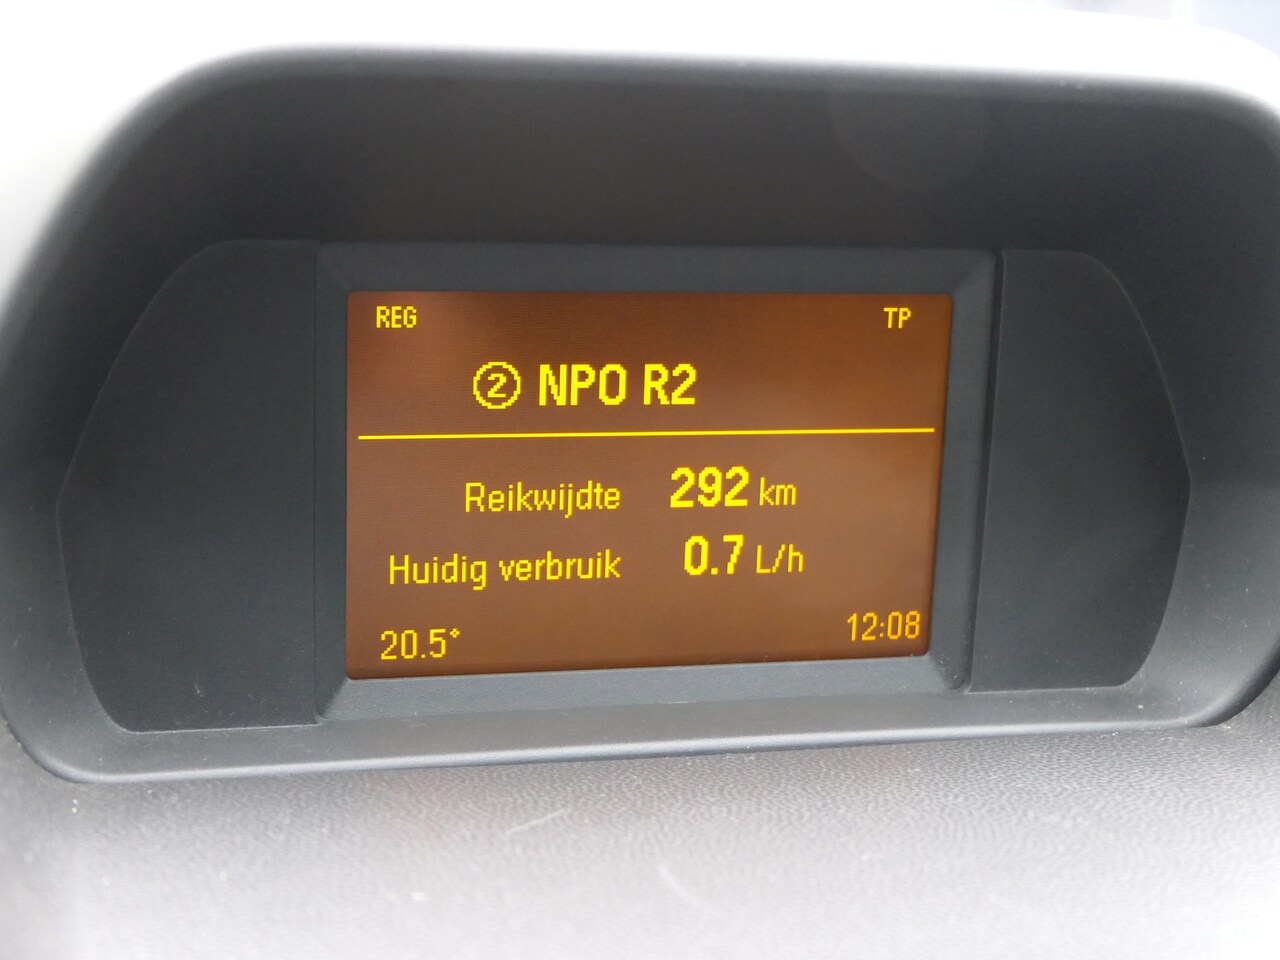 REG TP
② NPO R2
Reikwijdte 292 km
Huidig verbruik 0.7 L/h
20.5° 12:08